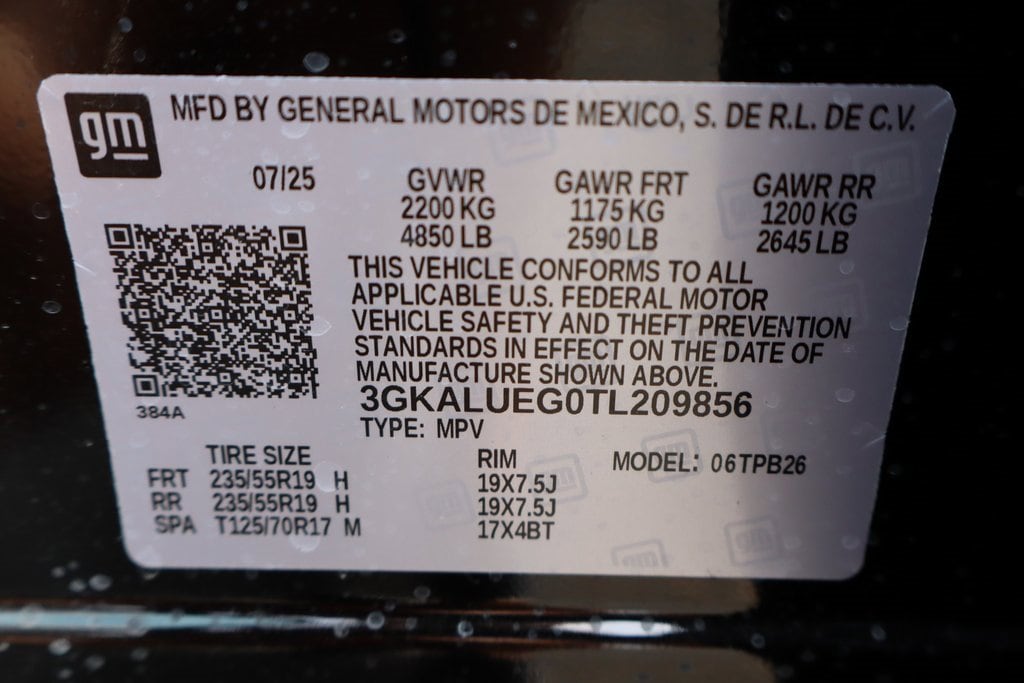 gm
MFD BY GENERAL MOTORS DE MEXICO, S. DE R.L. DE C.V.
07/25 GVWR GAWR FRT GAWR RR
2200 KG 1175 KG 1200 KG
4850 LB 2590 LB 2645 LB
THIS VEHICLE CONFORMS TO ALL
APPLICABLE U.S. FEDERAL MOTOR
VEHICLE SAFETY AND THEFT PREVENTION
STANDARDS IN EFFECT ON THE DATE OF
MANUFACTURE SHOWN ABOVE.
384A
3GKALUEG0TL209856
TYPE: MPV
TIRE SIZE RIM MODEL: 06TPB26
FRT 235/55R19 H 19X7.5J
RR 235/55R19 H 19X7.5J
SPA T125/70R17 M 17X4BT